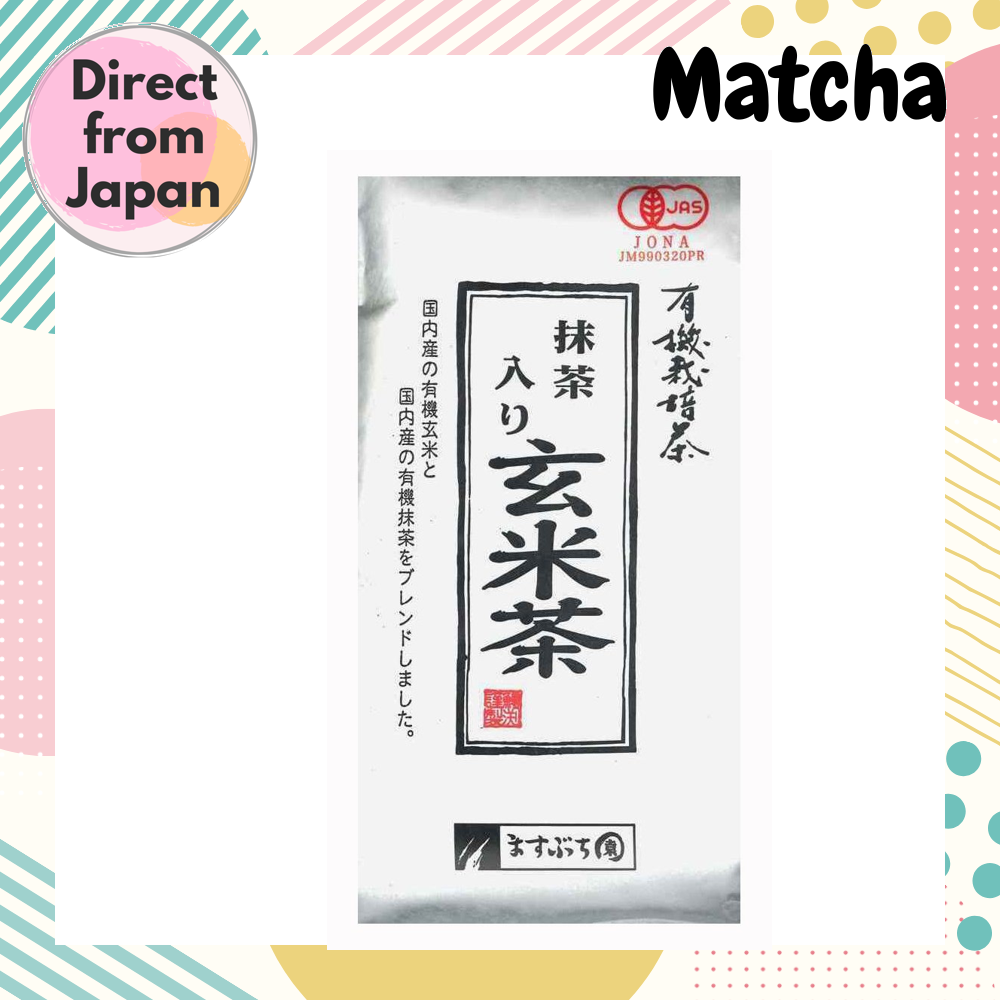 Direct
from
Japan
Matcha
JAS
JONA
JM990320PR
有機栽培茶
抹茶
入り
玄米茶
国内産の有機玄米と
国内産の有機抹茶をブレンドしました。
ますぶち園